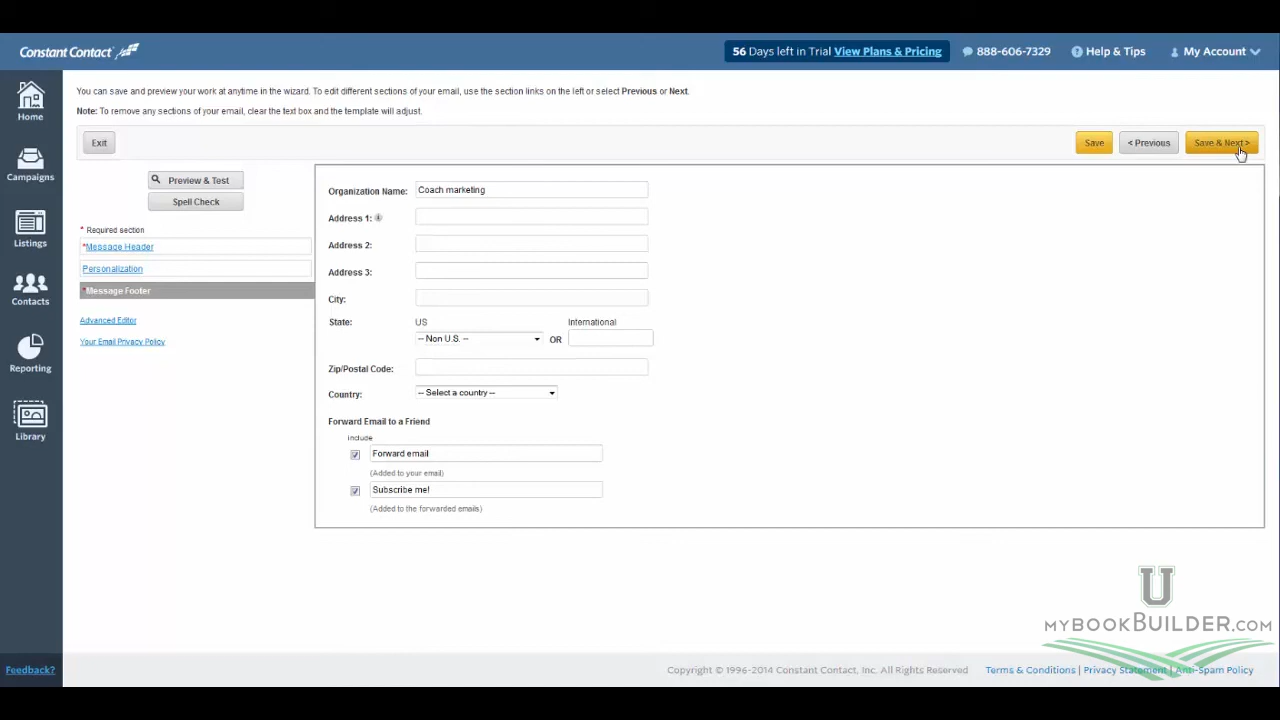 Constant Contact
56 Days left in Trial View Plans & Pricing
888-606-7329
Help & Tips
My Account
Home
Campaigns
Listings
Contacts
Reporting
Library
Feedback?
You can save and preview your work at anytime in the wizard. To edit different sections of your email, use the section links on the left or select Previous or Next.
Note: To remove any sections of your email, clear the text box and the template will adjust.
Exit
Save
< Previous
Save & Next >
Preview & Test
Spell Check
* Required section
*Message Header
Personalization
*Message Footer
Advanced Editor
Your Email Privacy Policy
Organization Name: Coach marketing
Address 1:
Address 2:
Address 3:
City:
State:
US
International
-- Non U.S. --
OR
Zip/Postal Code:
Country: -- Select a country --
Forward Email to a Friend
include
Forward email
(Added to your email)
Subscribe me!
(Added to the forwarded emails)
U
MYBOOKBUILDER.COM
Copyright © 1996-2014 Constant Contact, Inc. All Rights Reserved
Terms & Conditions | Privacy Statement | Anti-Spam Policy